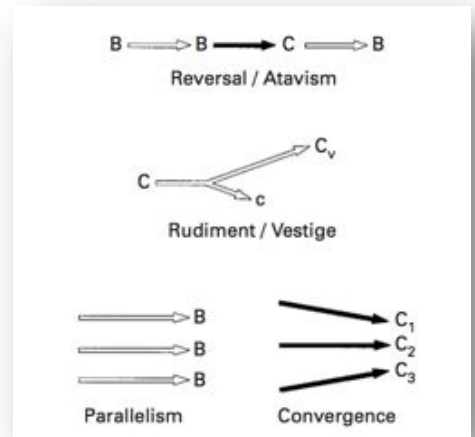 B B C B
Reversal / Atavism
C Cᵥ
c
Rudiment / Vestige
B C₁
B C₂
B C₃
Parallelism Convergence